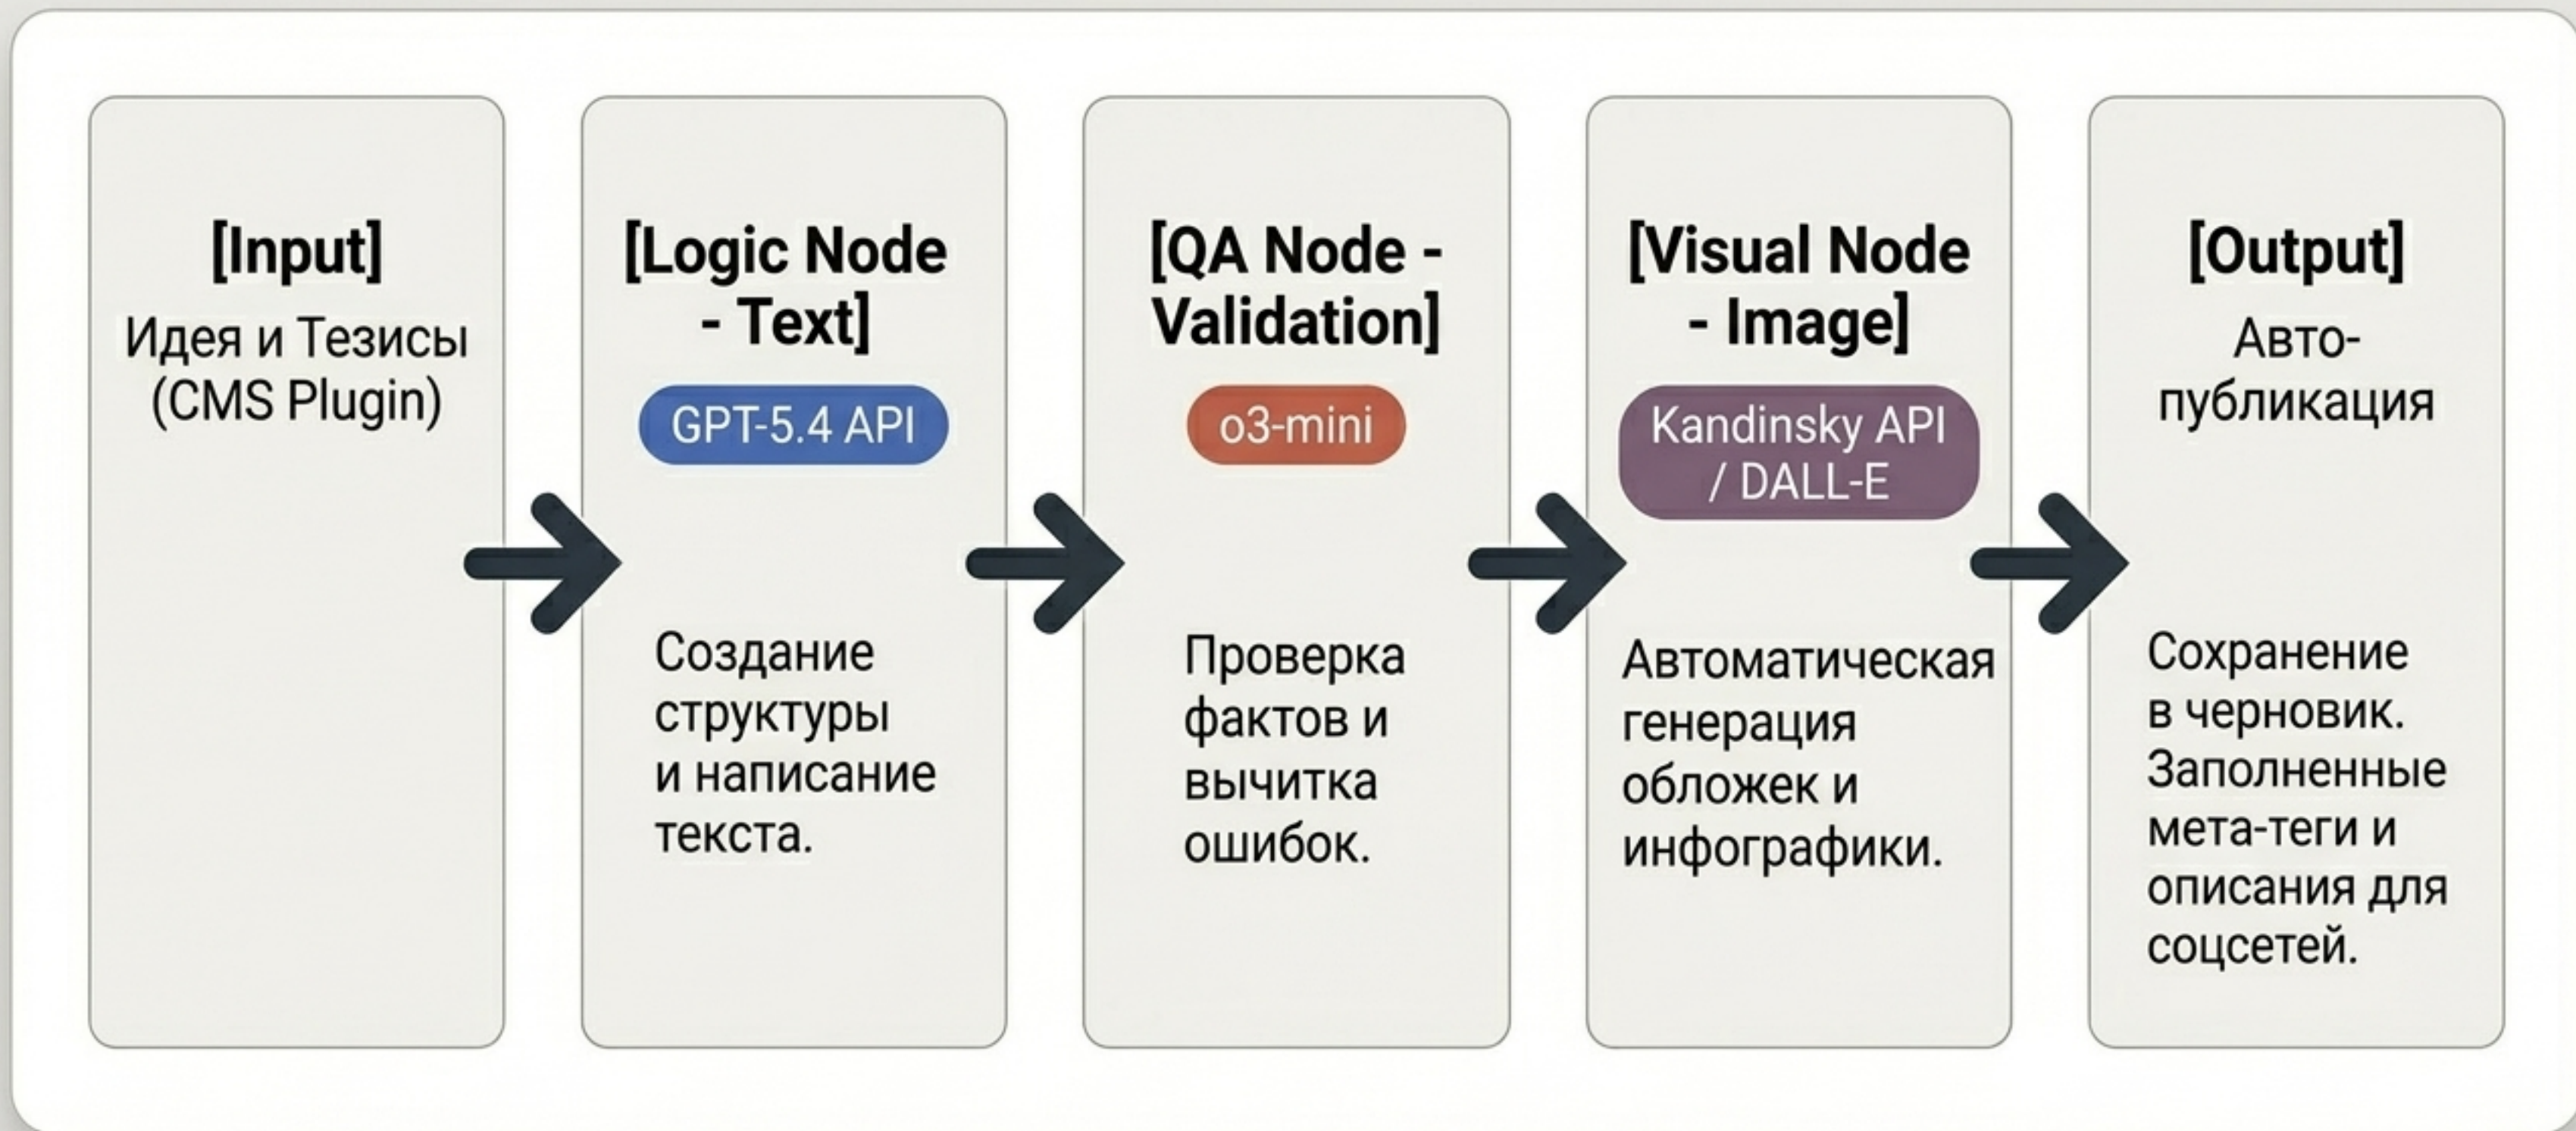 [Input]
Идея и Тезисы
(CMS Plugin)
[Logic Node
- Text]
GPT-5.4 API
Создание
структуры
и написание
текста.
[QA Node -
Validation]
o3-mini
Проверка
фактов и
вычитка
ошибок.
[Visual Node
- Image]
Kandinsky API
/ DALL-E
Автоматическая
генерация
обложек и
инфографики.
[Output]
Авто-
публикация
Сохранение
в черновик.
Заполненные
мета-теги и
описания для
соцсетей.